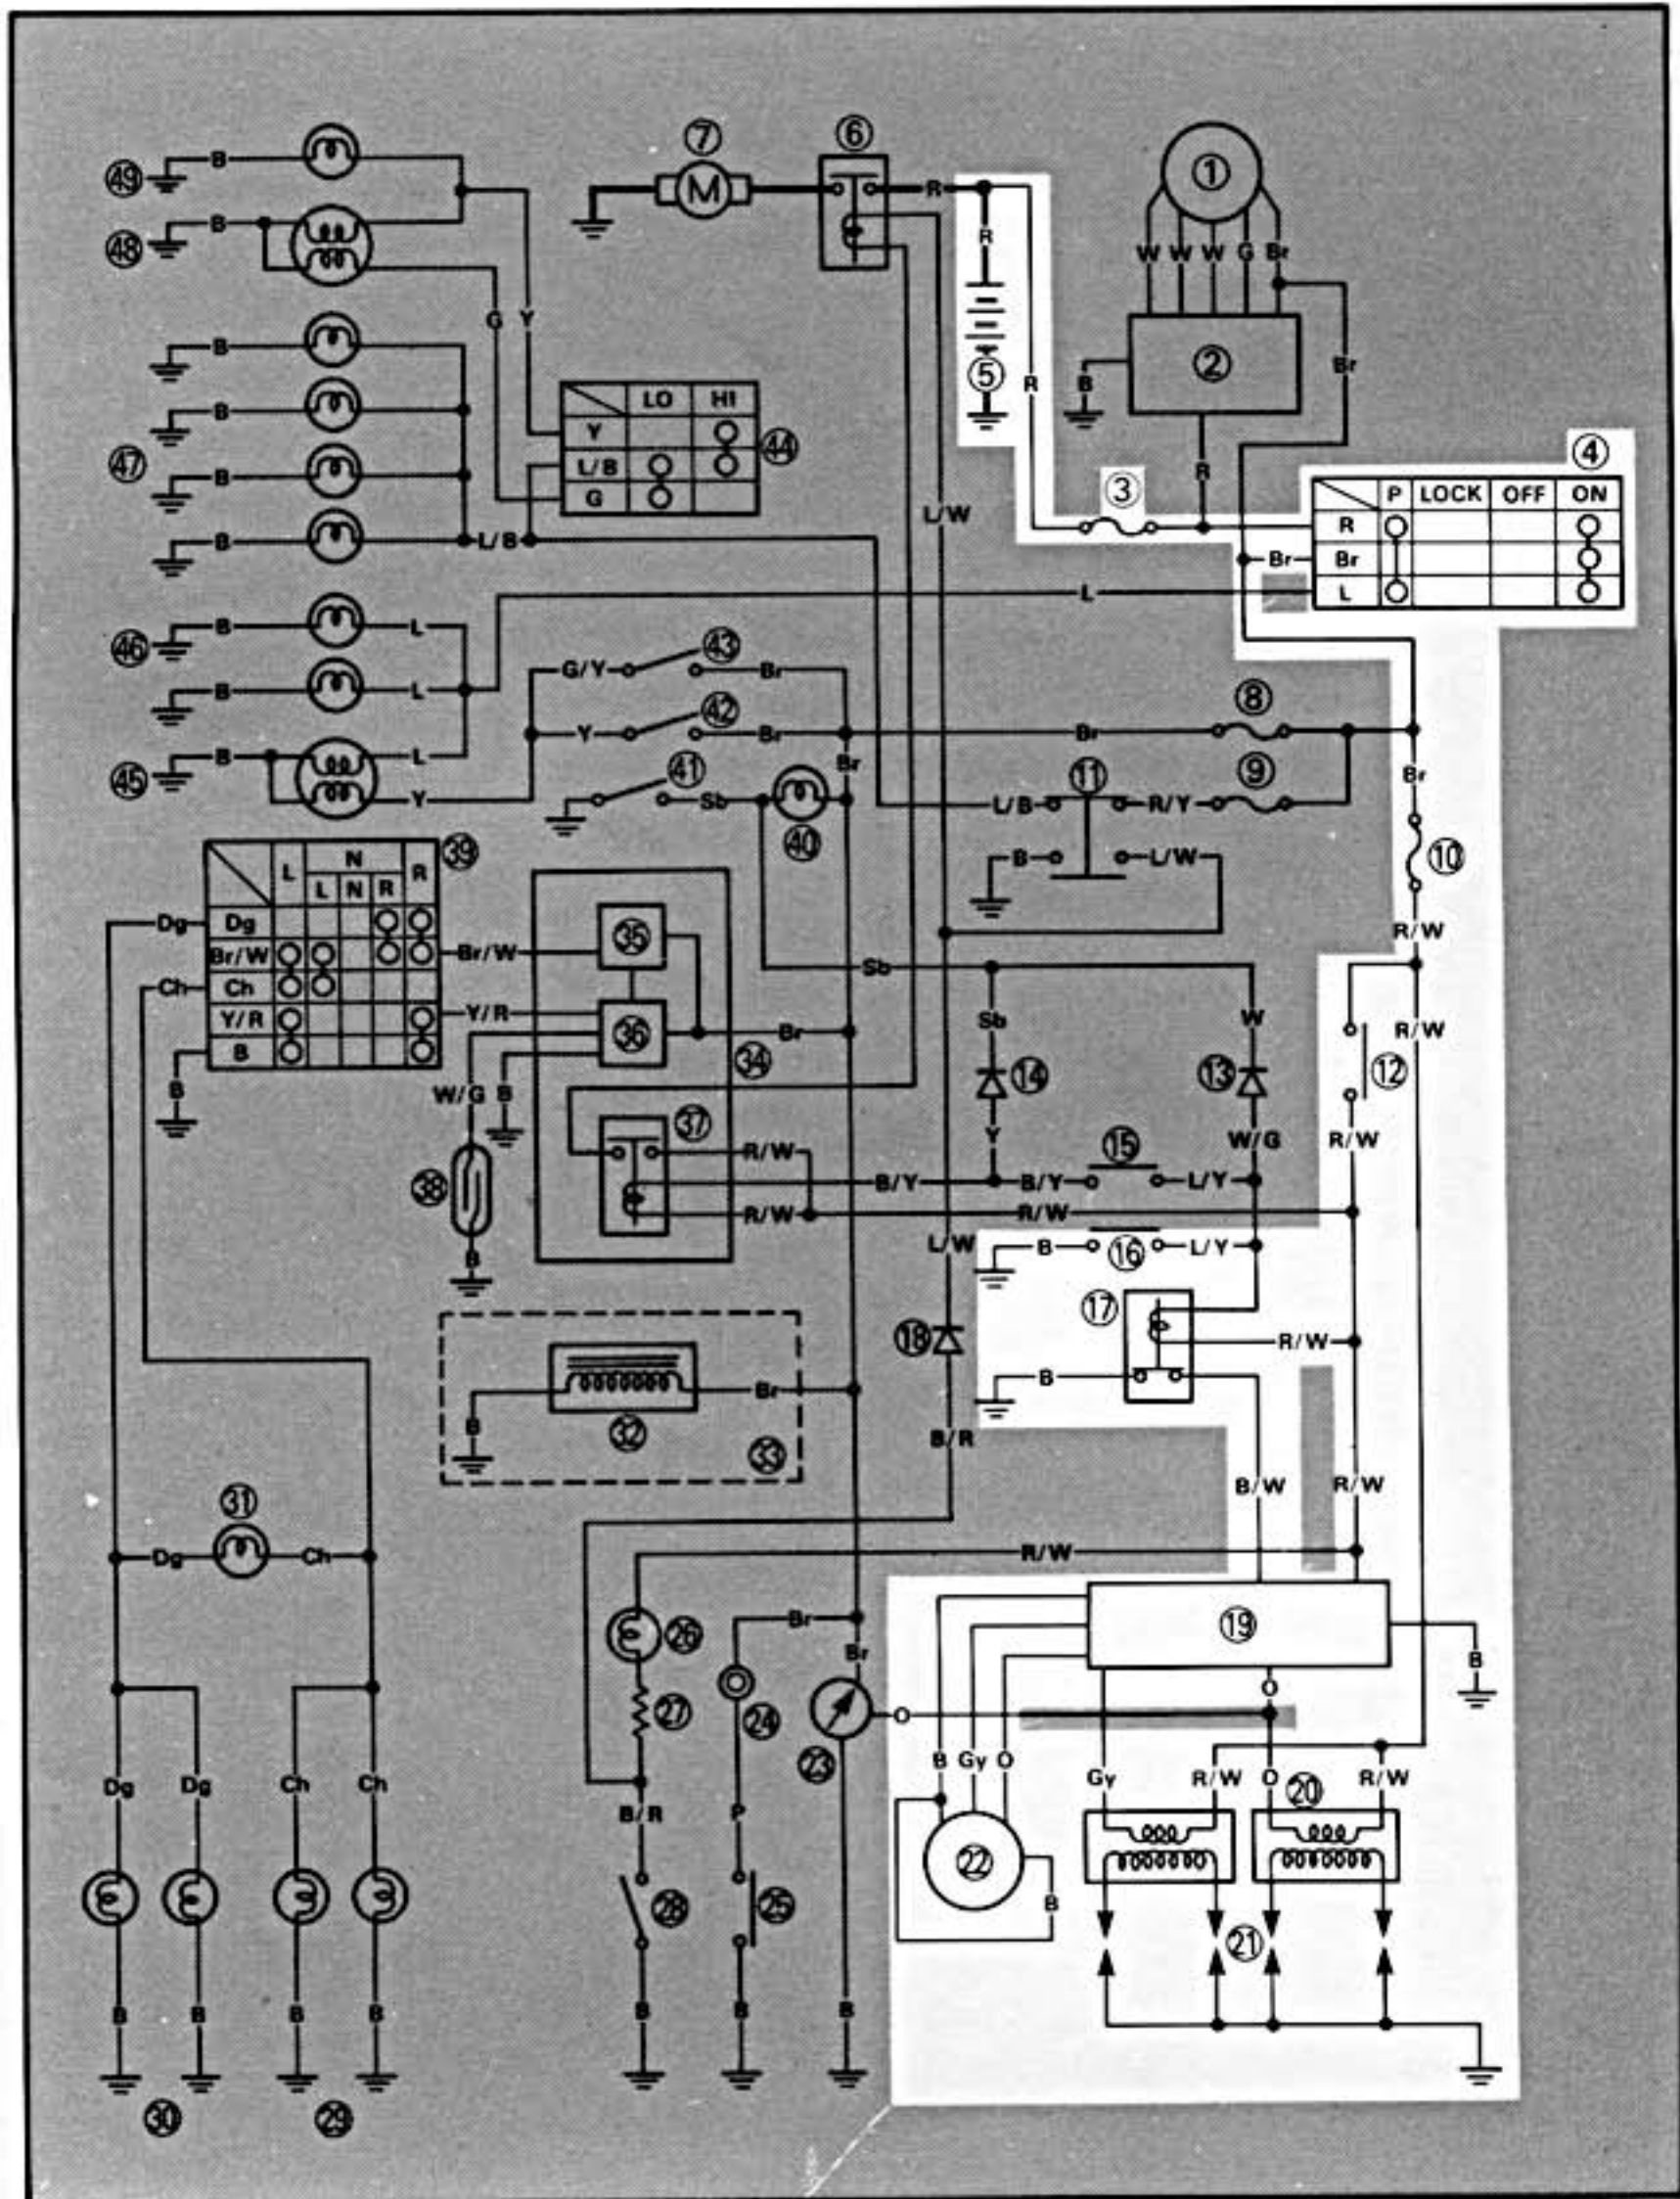 ⑦ ⑥ ①
㊾ B
M
R
㊽ B
R
W W W G Br
G Y
B
②
⑤
R
B
Br
LO HI
Y
L/B
G
㊹
B
㊼ B
B
L/B
R
③
④
P LOCK OFF ON
R
Br
L
Br
L/W
L
㊻ B L
B L
㊺ B L
Y
G/Y ㊸ Br
Y ㊷ Br
㊶ Sb
㊵
Br
Br ⑧
⑪ ⑨
L/B R/Y
B L/W
Br
⑩
R/W
㊴
L N R
L N R
Dg Dg
Br/W Br/W
Ch Ch
Y/R Y/R
B
B
㉟
㊱
Br
㉞
W/G B
㊲
R/W
R/W
㊳
B
Sb
Sb W
⑭ ⑬
Y W/G
B/Y B/Y ⑮ L/Y
R/W
R/W
⑫
R/W
L/W
B ⑯ L/Y
⑰
R/W
B
⑱
B/R
B/W R/W
㉜
Br
B
㉝
㉛
Dg Ch
R/W
⑲
B
㉖
㉗
Br
Br
㉔
㉓
O
O
B Gy O
Gy R/W O ⑳ R/W
Dg Dg Ch Ch
B/R
P
㉒
B
㉘
㉕
㉑
B B B B
B B B
㉚ ㉙